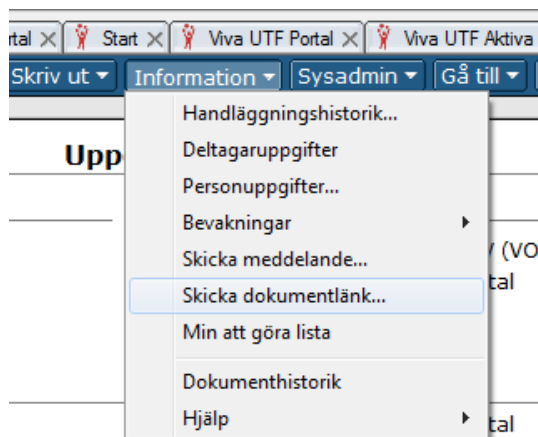 rtal Start Viva UTF Portal Viva UTF Aktiva
Skriv ut Information Sysadmin Gå till
Handläggningshistorik...
Upp
Deltagaruppgifter
Personuppgifter...
Bevakningar
(VO
Skicka meddelande...
tal
Skicka dokumentlänk...
Min att göra lista
Dokumenthistorik
Hjälp
tal